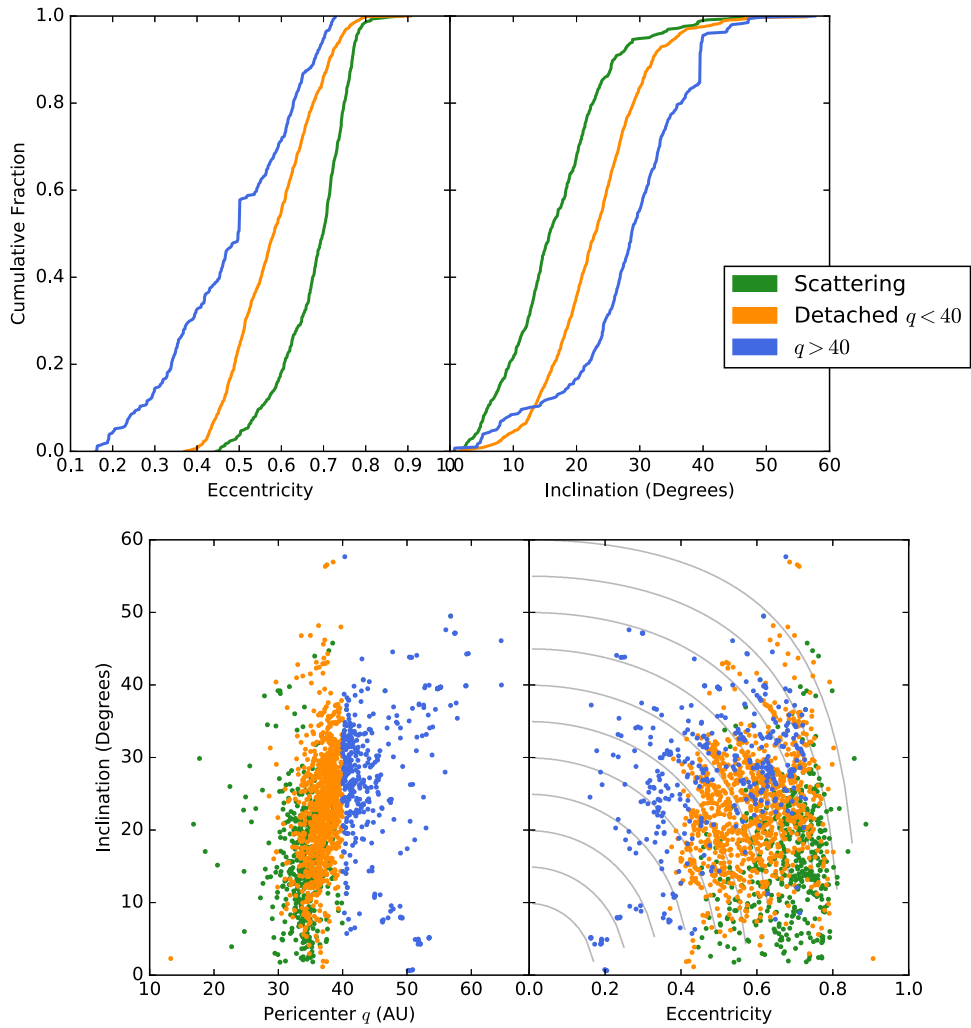 1.0
0.8
0.6
0.4
0.2
0.0
Cumulative Fraction
0.1 0.2 0.3 0.4 0.5 0.6 0.7 0.8 0.9 1.0
Eccentricity
10 20 30 40 50 60
Inclination (Degrees)
Scattering
Detached q < 40
q > 40
60
50
40
30
20
10
0
Inclination (Degrees)
10 20 30 40 50 60
Pericenter q (AU)
0.0 0.2 0.4 0.6 0.8 1.0
Eccentricity